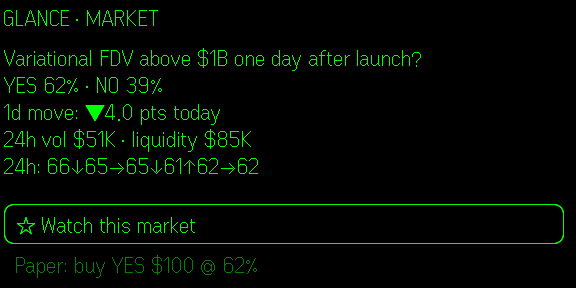 GLANCE · MARKET
Variational FDV above $1B one day after launch?
YES 62% · NO 39%
1d move: ▼4.0 pts today
24h vol $51K · liquidity $85K
24h: 66↓65→65↓61↑62→62
☆ Watch this market
Paper: buy YES $100 @ 62%